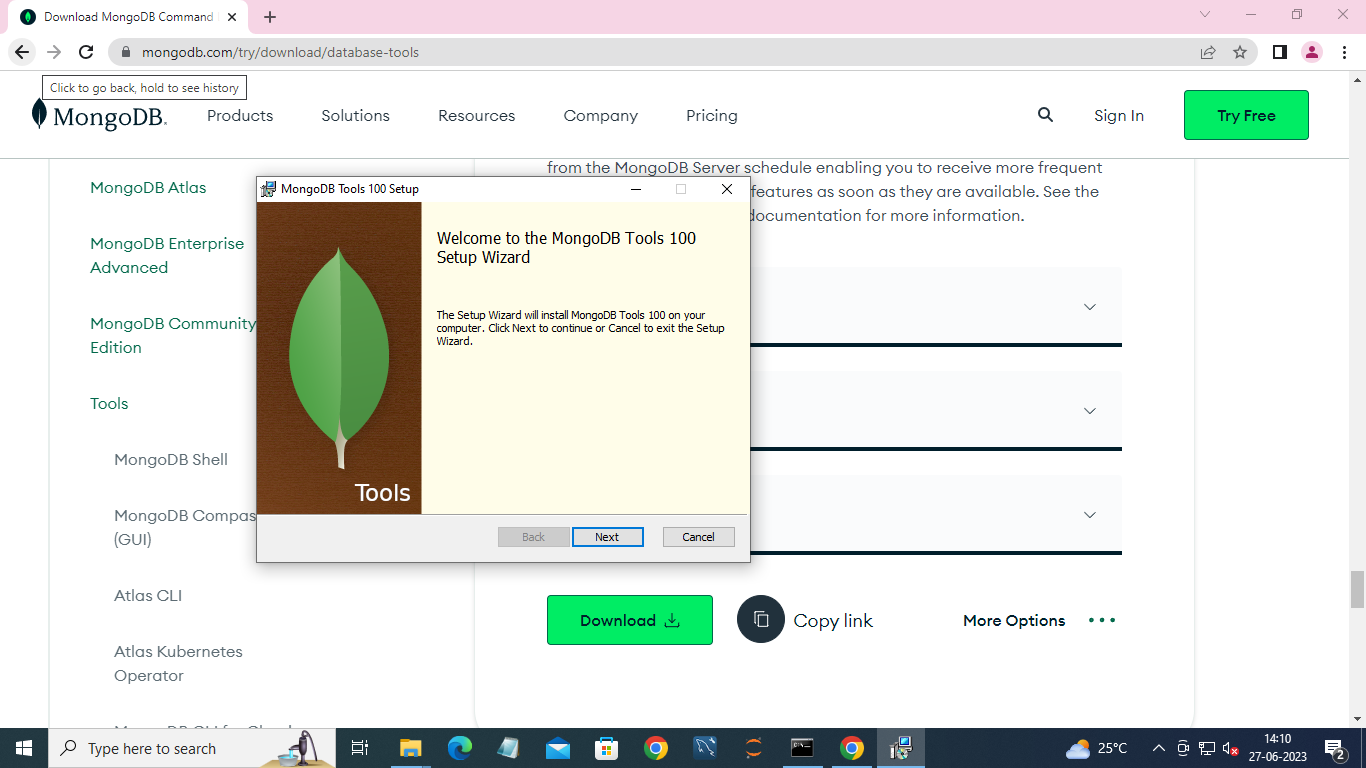 Download MongoDB Command
mongodb.com/try/download/database-tools
Click to go back, hold to see history
MongoDB.
Products
Solutions
Resources
Company
Pricing
Sign In
Try Free
MongoDB Atlas
MongoDB Enterprise
Advanced
MongoDB Community
Edition
Tools
MongoDB Shell
MongoDB Compas
(GUI)
Atlas CLI
Atlas Kubernetes
Operator
from the MongoDB Server schedule enabling you to receive more frequent
features as soon as they are available. See the
documentation for more information.
MongoDB Tools 100 Setup
Welcome to the MongoDB Tools 100
Setup Wizard
The Setup Wizard will install MongoDB Tools 100 on your
computer. Click Next to continue or Cancel to exit the Setup
Wizard.
Tools
Back
Next
Cancel
Download
Copy link
More Options
Type here to search
25°C
14:10
27-06-2023
2